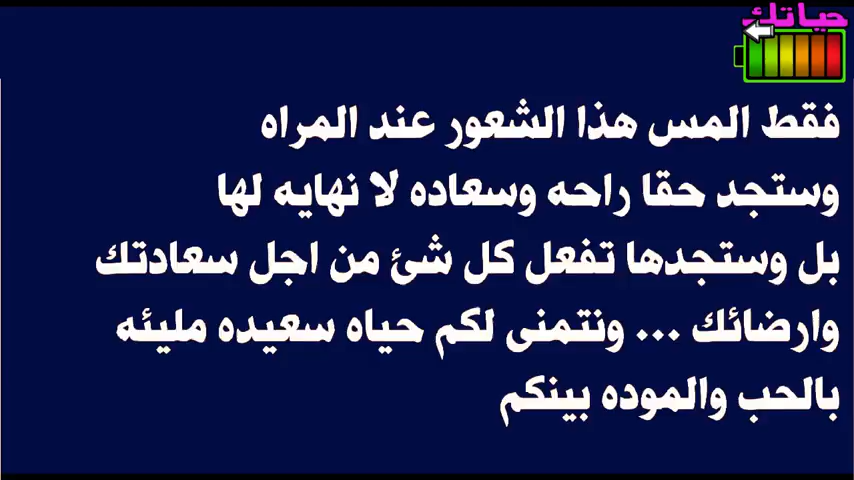 حياتك
فقط المس هذا الشعور عند المراه
وستجد حقا راحه وسعاده لا نهايه لها
بل وستجدها تفعل كل شئ من اجل سعادتك
وارضائك ... ونتمنى لكم حياه سعيده مليئه
بالحب والموده بينكم